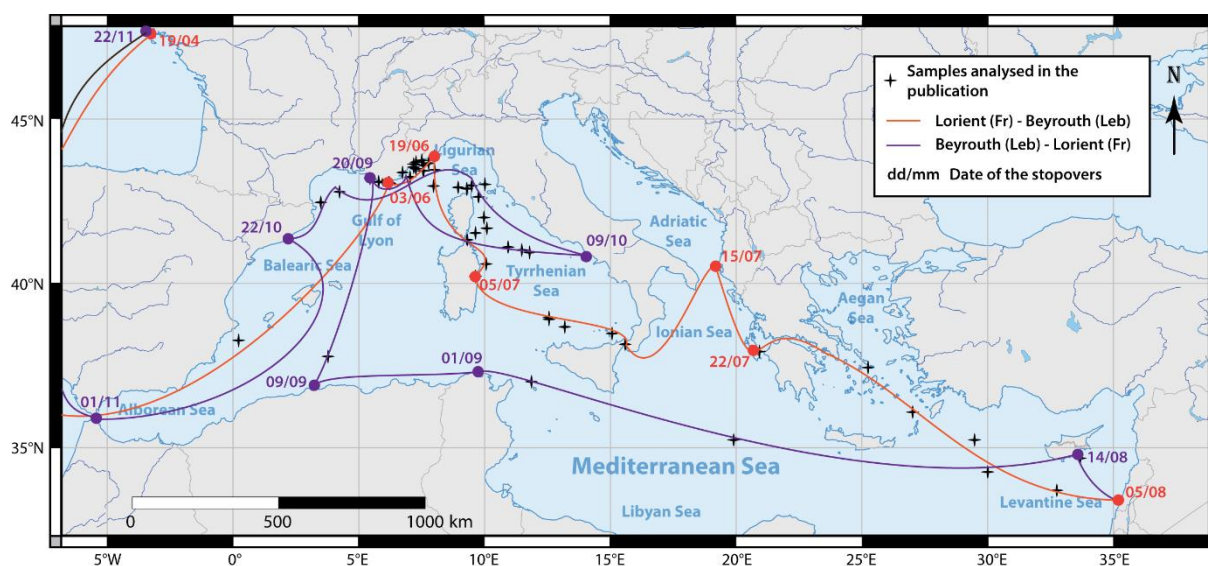 22/11
19/04
Samples analysed in the
publication
Lorient (Fr) - Beyrouth (Leb)
Beyrouth (Leb) - Lorient (Fr)
dd/mm Date of the stopovers
N
45°N
40°N
35°N
19/06
Ligurian
Sea
20/09
03/06
Gulf of
Lyon
22/10
Balearic Sea
Adriatic
Sea
09/10
15/07
Tyrrhenian
Sea
05/07
Aegan
Sea
Ionian Sea
22/07
01/09
09/09
01/11
Alborean Sea
14/08
Mediterranean Sea
05/08
Levantine Sea
Libyan Sea
0
500
1000 km
5°W
0°
5°E
10°E
15°E
20°E
25°E
30°E
35°E